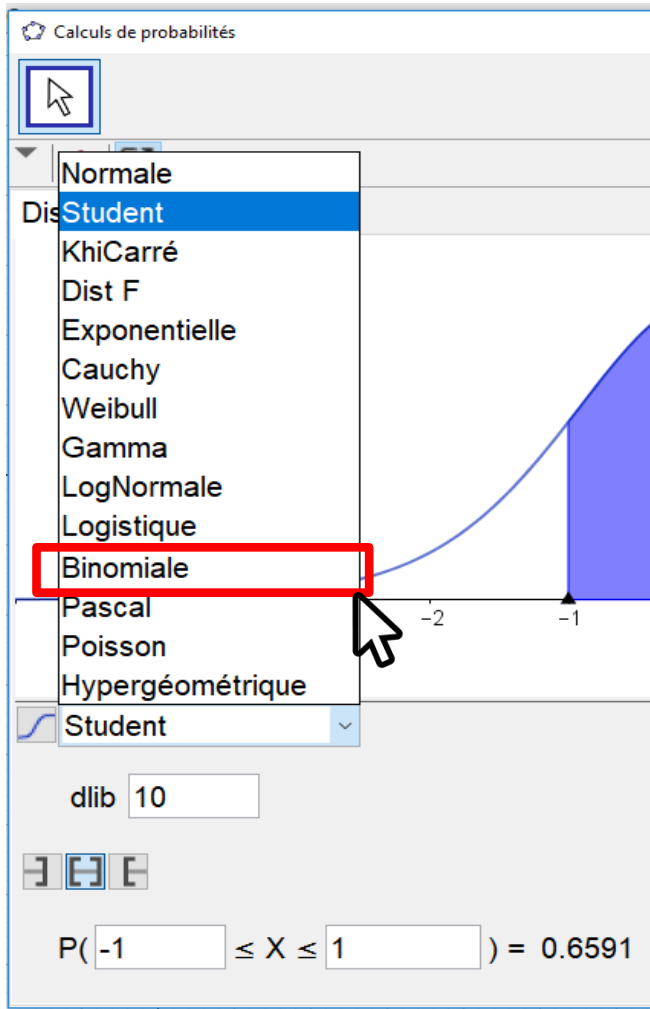 Calculs de probabilités
Normale
Dis
Student
KhiCarré
Dist F
Exponentielle
Cauchy
Weibull
Gamma
LogNormale
Logistique
Binomiale
Pascal
-2 -1
Poisson
Hypergéométrique
Student
dlib 10
P( -1 ≤ X ≤ 1 ) = 0.6591